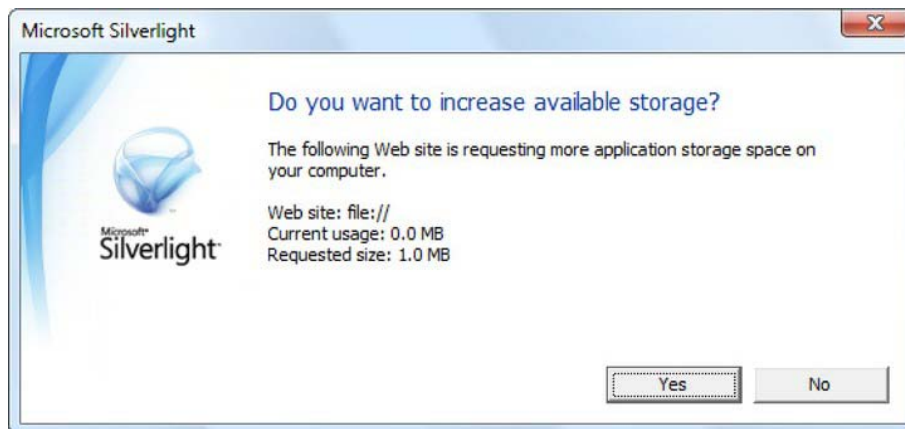 Microsoft Silverlight
Do you want to increase available storage?
The following Web site is requesting more application storage space on
your computer.
Web site: file://
Current usage: 0.0 MB
Requested size: 1.0 MB
Microsoft®
Silverlight™
Yes
No